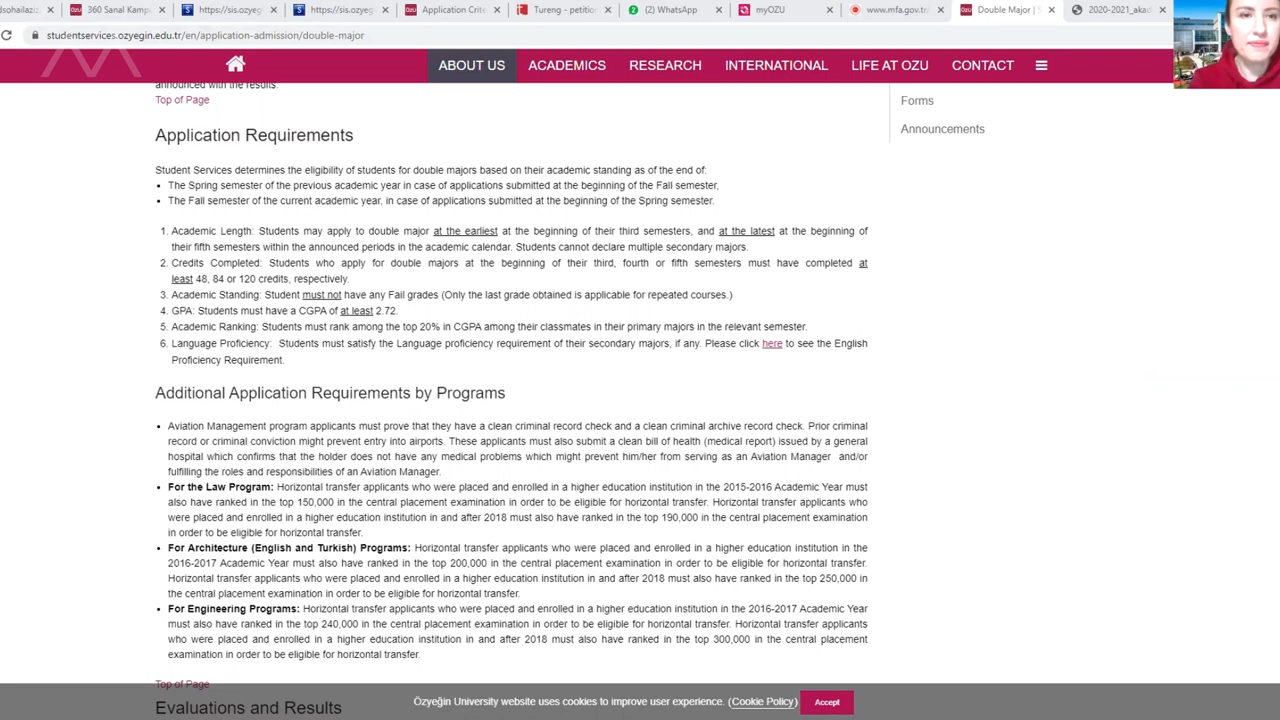 dsohailaziz
360 Sanal Kampü
https://sis.ozyegi
https://sis.ozyegi
Application Crite
Tureng - petition
(2) WhatsApp
myOZU
www.mfa.gov.tr/
Double Major |
2020-2021_akad
studentservices.ozyegin.edu.tr/en/application-admission/double-major
ABOUT US
ACADEMICS
RESEARCH
INTERNATIONAL
LIFE AT OZU
CONTACT
announced with the results.
Top of Page
Forms
Announcements
Application Requirements
Student Services determines the eligibility of students for double majors based on their academic standing as of the end of:
• The Spring semester of the previous academic year in case of applications submitted at the beginning of the Fall semester,
• The Fall semester of the current academic year, in case of applications submitted at the beginning of the Spring semester.
1. Academic Length: Students may apply to double major at the earliest at the beginning of their third semesters, and at the latest at the beginning of
their fifth semesters within the announced periods in the academic calendar. Students cannot declare multiple secondary majors.
2. Credits Completed: Students who apply for double majors at the beginning of their third, fourth or fifth semesters must have completed at
least 48, 84 or 120 credits, respectively.
3. Academic Standing: Student must not have any Fail grades (Only the last grade obtained is applicable for repeated courses.)
4. GPA: Students must have a CGPA of at least 2.72.
5. Academic Ranking: Students must rank among the top 20% in CGPA among their classmates in their primary majors in the relevant semester.
6. Language Proficiency: Students must satisfy the Language proficiency requirement of their secondary majors, if any. Please click here to see the English
Proficiency Requirement.
Additional Application Requirements by Programs
• Aviation Management program applicants must prove that they have a clean criminal record check and a clean criminal archive record check. Prior criminal
record or criminal conviction might prevent entry into airports. These applicants must also submit a clean bill of health (medical report) issued by a general
hospital which confirms that the holder does not have any medical problems which might prevent him/her from serving as an Aviation Manager and/or
fulfilling the roles and responsibilities of an Aviation Manager.
• For the Law Program: Horizontal transfer applicants who were placed and enrolled in a higher education institution in the 2015-2016 Academic Year must
also have ranked in the top 150,000 in the central placement examination in order to be eligible for horizontal transfer. Horizontal transfer applicants who
were placed and enrolled in a higher education institution in and after 2018 must also have ranked in the top 190,000 in the central placement examination
in order to be eligible for horizontal transfer.
• For Architecture (English and Turkish) Programs: Horizontal transfer applicants who were placed and enrolled in a higher education institution in the
2016-2017 Academic Year must also have ranked in the top 200,000 in the central placement examination in order to be eligible for horizontal transfer.
Horizontal transfer applicants who were placed and enrolled in a higher education institution in and after 2018 must also have ranked in the top 250,000 in
the central placement examination in order to be eligible for horizontal transfer.
• For Engineering Programs: Horizontal transfer applicants who were placed and enrolled in a higher education institution in the 2016-2017 Academic Year
must also have ranked in the top 240,000 in the central placement examination in order to be eligible for horizontal transfer. Horizontal transfer applicants
who were placed and enrolled in a higher education institution in and after 2018 must also have ranked in the top 300,000 in the central placement
examination in order to be eligible for horizontal transfer.
Top of Page
Özyeğin University website uses cookies to improve user experience. (Cookie Policy)
Accept
Evaluations and Results